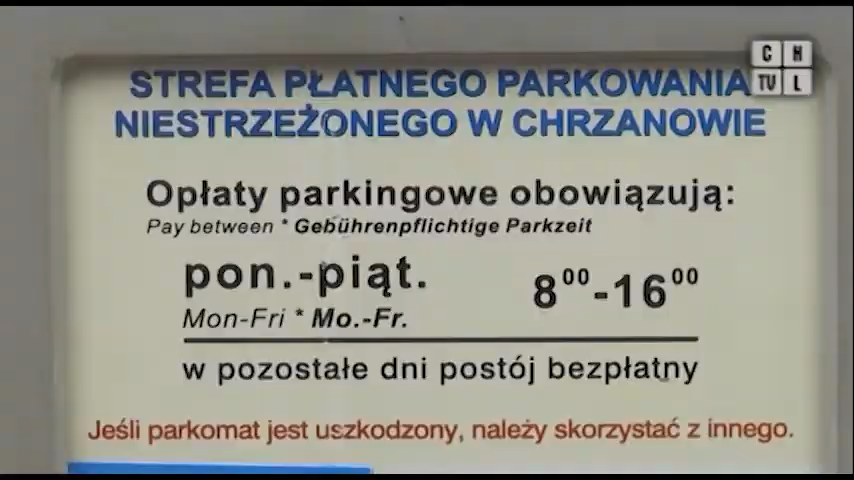 CH
TV L
STREFA PŁATNEGO PARKOWANIA
NIESTRZEŻONEGO W CHRZANOWIE
Opłaty parkingowe obowiązują:
Pay between * Gebührenpflichtige Parkzeit
pon.-piąt. 8⁰⁰-16⁰⁰
Mon-Fri * Mo.-Fr.
w pozostałe dni postój bezpłatny
Jeśli parkomat jest uszkodzony, należy skorzystać z innego.